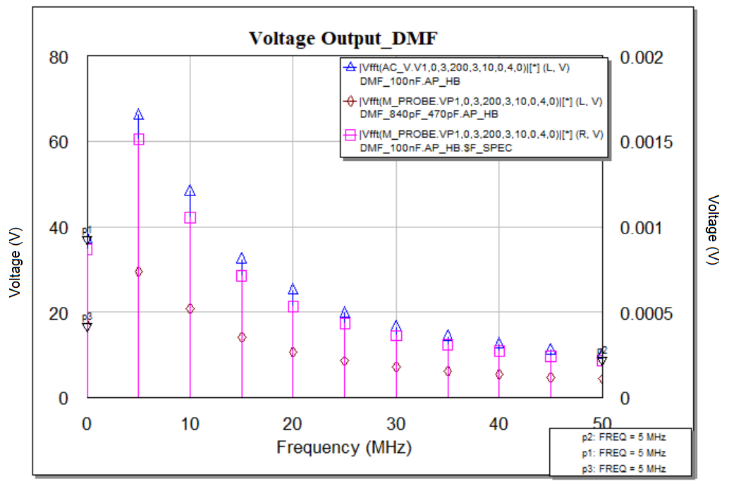 Voltage Output_DMF
80
60
40
20
0
0.002
0.0015
0.001
0.0005
0
Voltage (V)
Voltage (V)
|Vfft(AC_V.V1,0,3,200,3,10,0,4,0)|[*] (L, V)
DMF_100nF.AP_HB
|Vfft(M_PROBE.VP1,0,3,200,3,10,0,4,0)|[*] (L, V)
DMF_840pF_470pF.AP_HB
|Vfft(M_PROBE.VP1,0,3,200,3,10,0,4,0)|[*] (R, V)
DMF_100nF.AP_HB.$F_SPEC
p1
p3
p2
0 10 20 30 40 50
Frequency (MHz)
p2: FREQ = 5 MHz
p1: FREQ = 5 MHz
p3: FREQ = 5 MHz